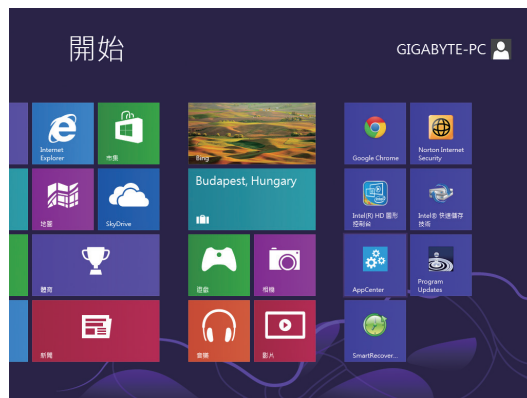 開始
GIGABYTE-PC
Internet
Explorer
市集
Bing
Google Chrome
Norton Internet
Security
地圖
SkyDrive
Budapest, Hungary
Intel(R) HD 圖形
控制台
Intel® 快速儲存
技術
體育
遊戲
相機
AppCenter
Program
Updates
新聞
音樂
影片
SmartRecover...